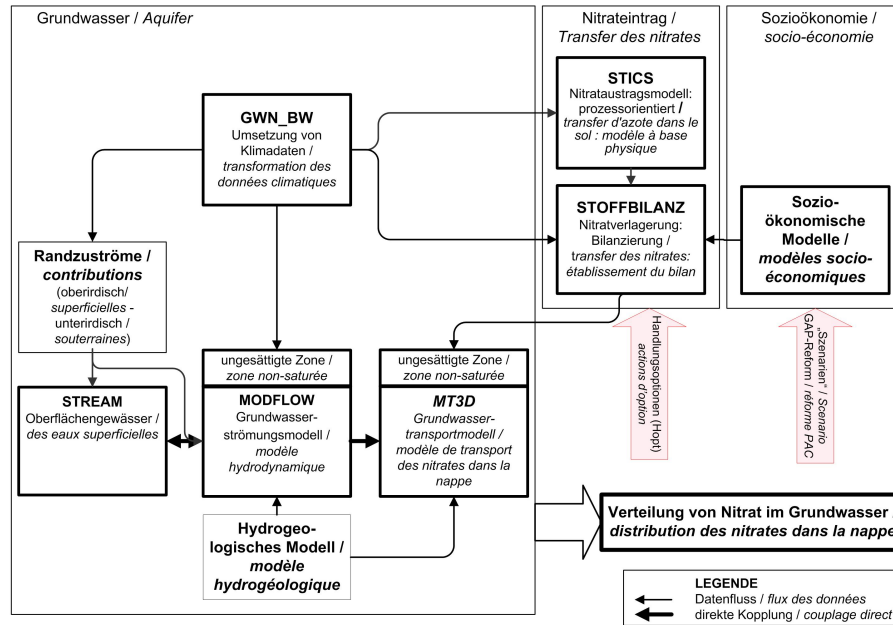 Grundwasser / Aquifer
Nitrateintrag /
Transfer des nitrates
Sozioökonomie /
socio-économie
GWN_BW
Umsetzung von
Klimadaten /
transformation des
données climatiques
STICS
Nitrataustragsmodell:
prozessorientiert /
transfer d'azote dans le
sol : modèle à base
physique
STOFFBILANZ
Nitratverlagerung:
Bilanzierung /
transfer des nitrates:
établissement du bilan
Sozio-
ökonomische
Modelle /
modèles socio-
économiques
Randzuströme /
contributions
(oberirdisch/
superficielles -
unterirdisch /
souterraines)
STREAM
Oberflächengewässer /
des eaux superficielles
ungesättigte Zone /
zone non-saturée
MODFLOW
Grundwasser-
strömungsmodell /
modèle
hydrodynamique
ungesättigte Zone /
zone non-saturée
MT3D
Grundwasser-
transportmodell /
modèle de transport
des nitrates dans la
nappe
Handlungsoptionen (Hopt)
actions d'option
„Szenarien“ / Scenario
GAP-Reform / réforme PAC
Hydrogeo-
logisches Modell /
modèle
hydrogéologique
Verteilung von Nitrat im Grundwasser /
distribution des nitrates dans la nappe
LEGENDE
Datenfluss / flux des données
direkte Kopplung / couplage direct